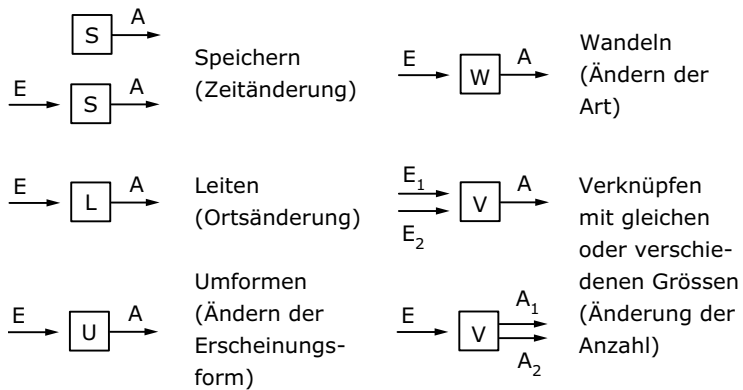 S A
E S A
Speichern
(Zeitänderung)
E L A
Leiten
(Ortsänderung)
E U A
Umformen
(Ändern der
Erscheinungs-
form)
E W A
Wandeln
(Ändern der
Art)
E₁
E₂
V A
Verknüpfen
mit gleichen
oder verschie-
denen Grössen
(Änderung der
Anzahl)
E V
A₁
A₂